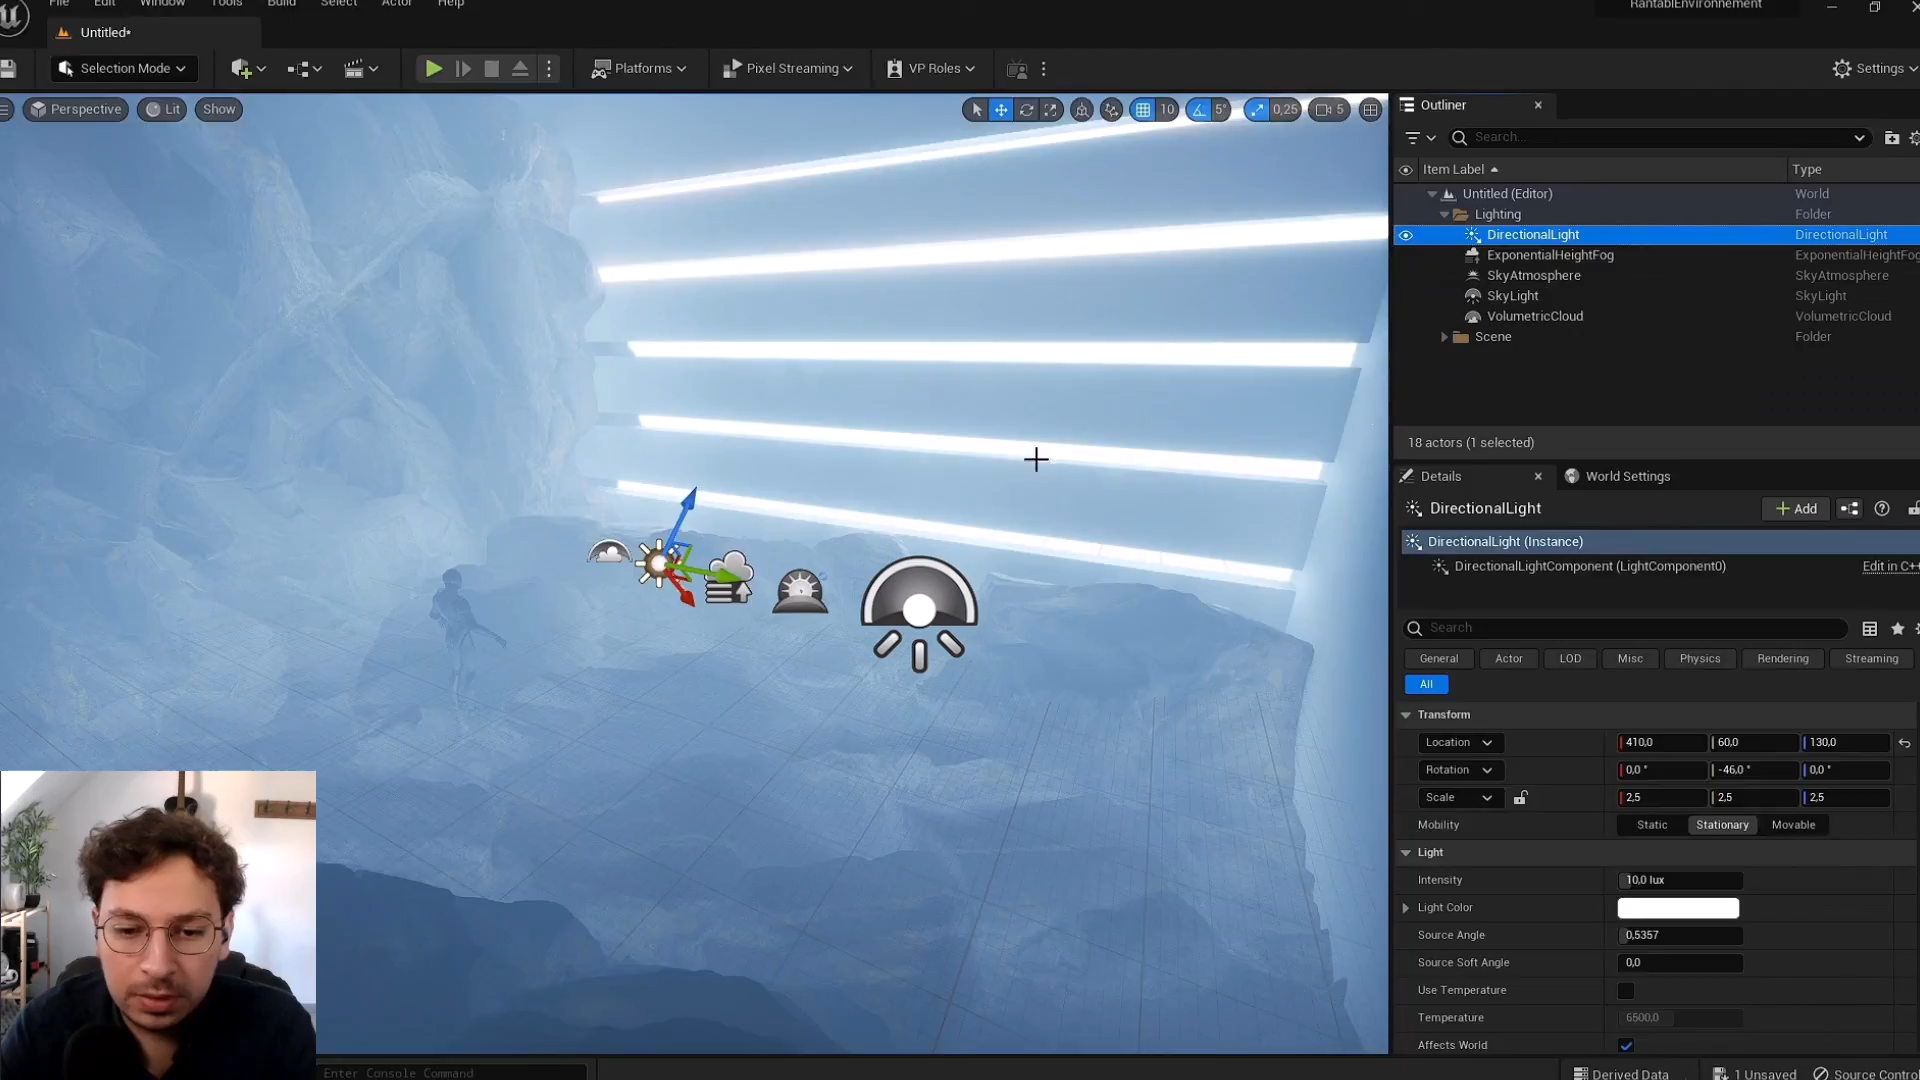 File Edit Window Tools Build Select Actor Help
RantablEnvironnement
Untitled*
Selection Mode
Platforms
Pixel Streaming
VP Roles
Settings
Perspective
Lit
Show
10
5°
0,25
5
Outliner
Search...
Item Label
Type
Untitled (Editor) World
Lighting Folder
DirectionalLight DirectionalLight
ExponentialHeightFog ExponentialHeightFog
SkyAtmosphere SkyAtmosphere
SkyLight SkyLight
VolumetricCloud VolumetricCloud
Scene Folder
18 actors (1 selected)
Details
World Settings
DirectionalLight
Add
DirectionalLight (Instance)
DirectionalLightComponent (LightComponent0) Edit in C++
Search
General Actor LOD Misc Physics Rendering Streaming
All
Transform
Location 410,0 60,0 130,0
Rotation 0,0 ° -46,0 ° 0,0 °
Scale 2,5 2,5 2,5
Mobility Static Stationary Movable
Light
Intensity 10,0 lux
Light Color
Source Angle 0,5357
Source Soft Angle 0,0
Use Temperature
Temperature 6500,0
Affects World
Enter Console Command
Derived Data
1 Unsaved
Source Control